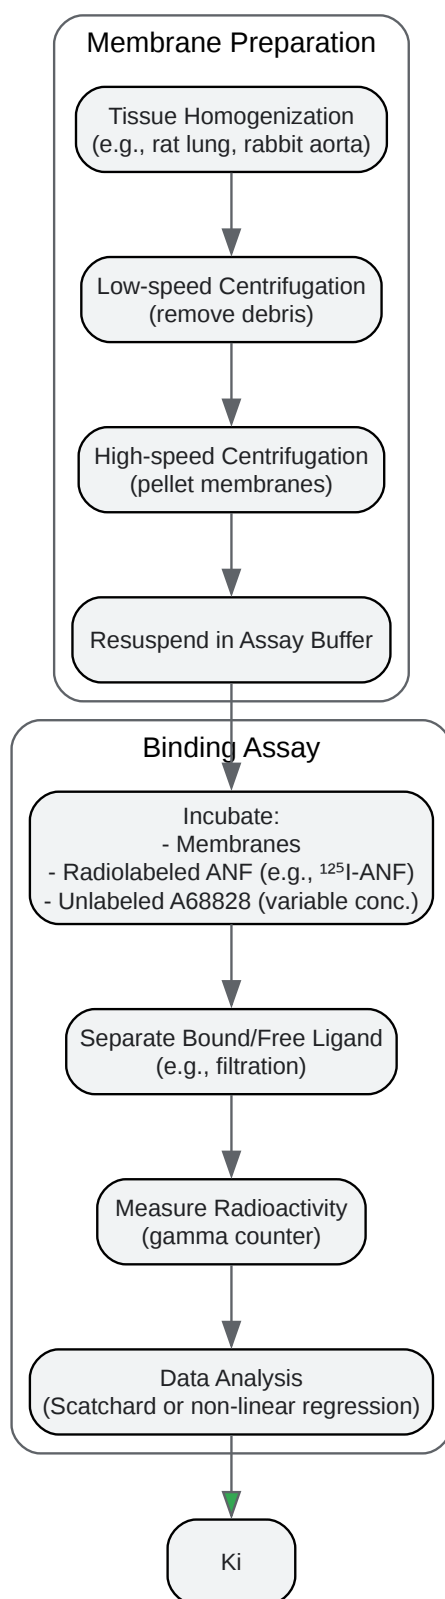 Membrane Preparation
Tissue Homogenization
(e.g., rat lung, rabbit aorta)
Low-speed Centrifugation
(remove debris)
High-speed Centrifugation
(pellet membranes)
Resuspend in Assay Buffer
Binding Assay
Incubate:
- Membranes
- Radiolabeled ANF (e.g., ¹²⁵I-ANF)
- Unlabeled A68828 (variable conc.)
Separate Bound/Free Ligand
(e.g., filtration)
Measure Radioactivity
(gamma counter)
Data Analysis
(Scatchard or non-linear regression)
Ki